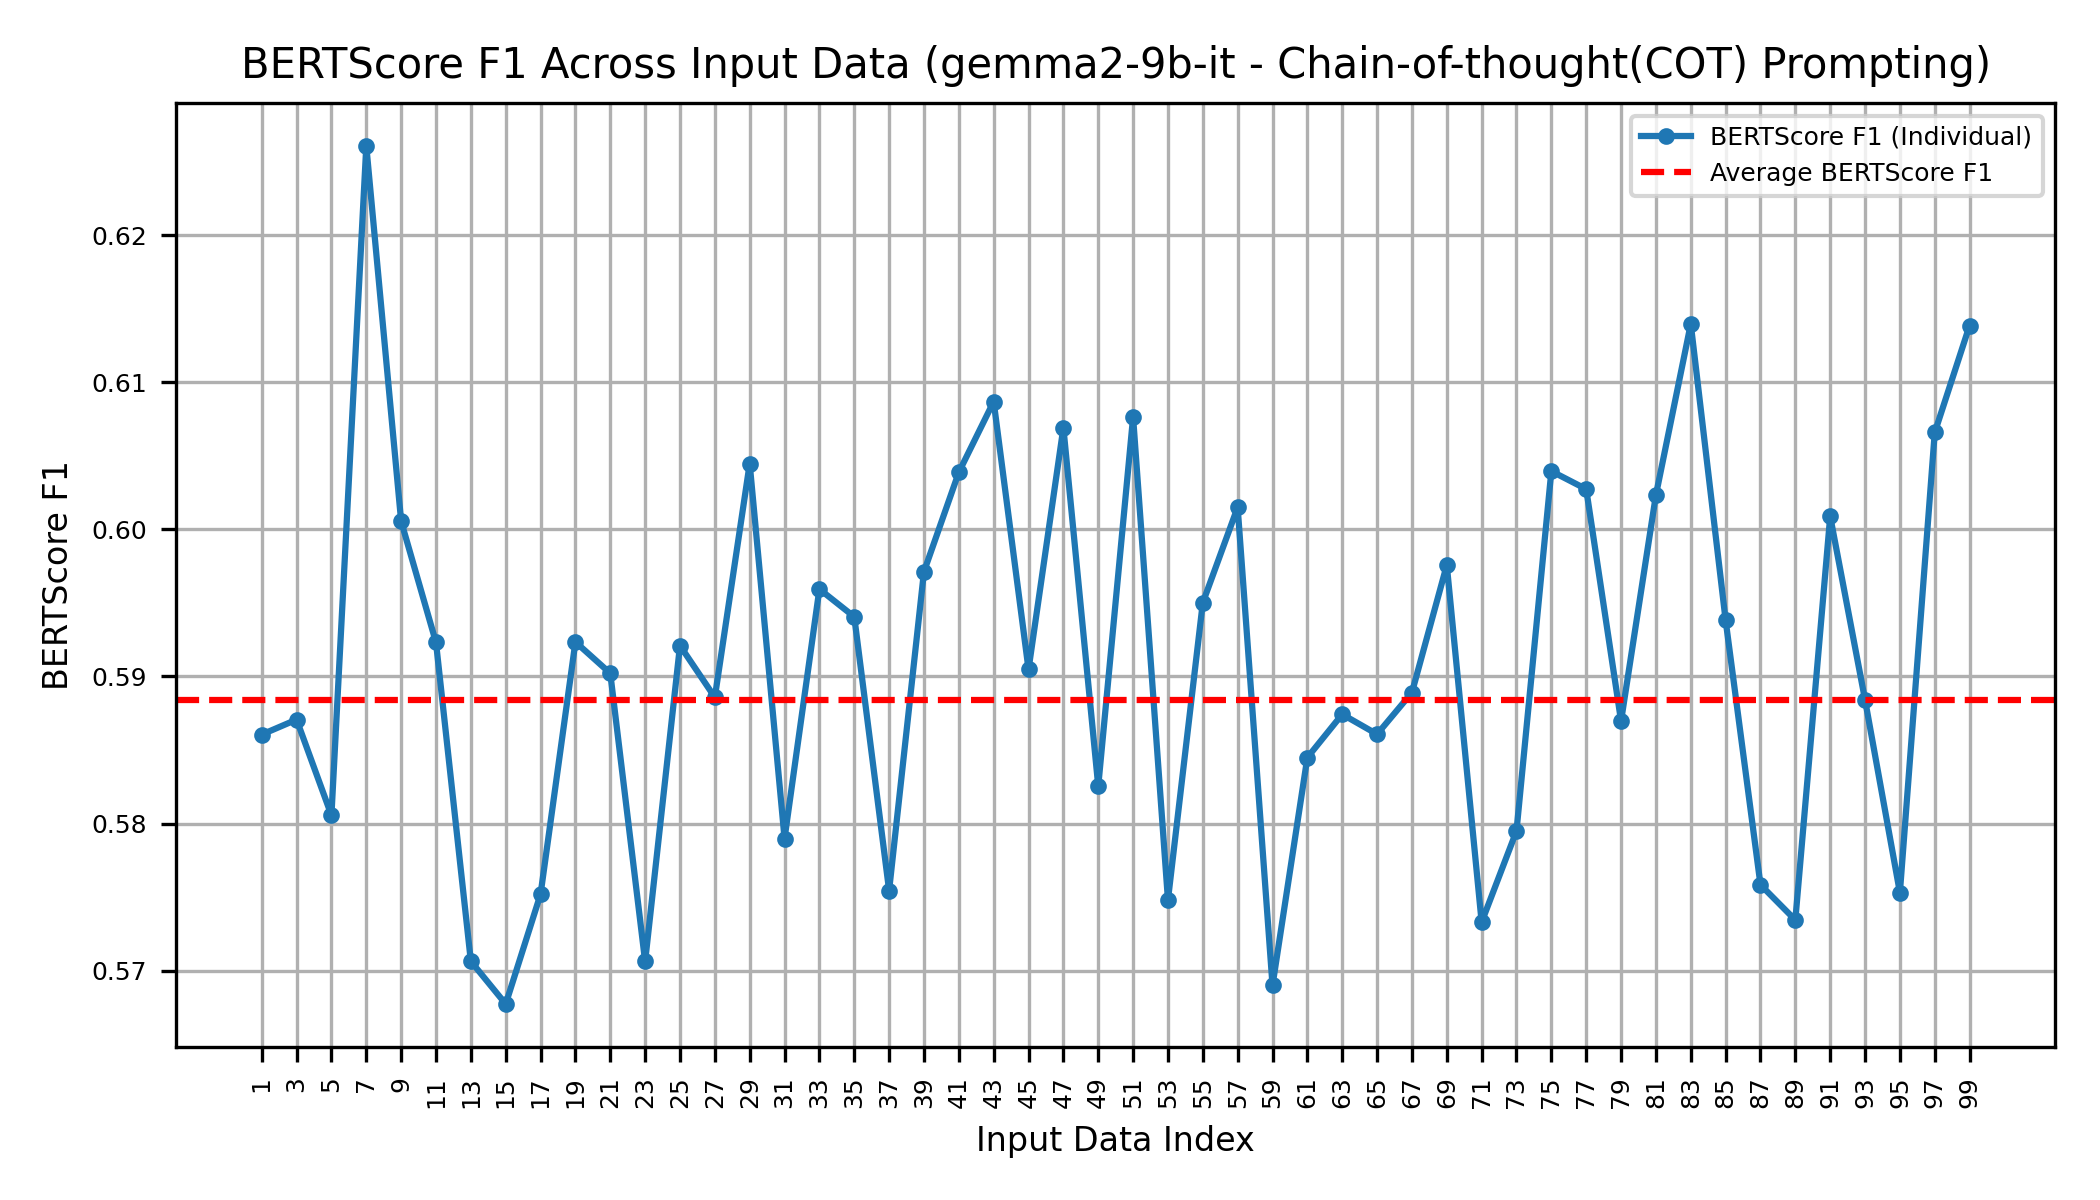 BERTScore F1 Across Input Data (gemma2-9b-it - Chain-of-thought(COT) Prompting)
BERTScore F1 (Individual)
Average BERTScore F1
BERTScore F1
0.62
0.61
0.60
0.59
0.58
0.57
1 3 5 7 9 11 13 15 17 19 21 23 25 27 29 31 33 35 37 39 41 43 45 47 49 51 53 55 57 59 61 63 65 67 69 71 73 75 77 79 81 83 85 87 89 91 93 95 97 99
Input Data Index